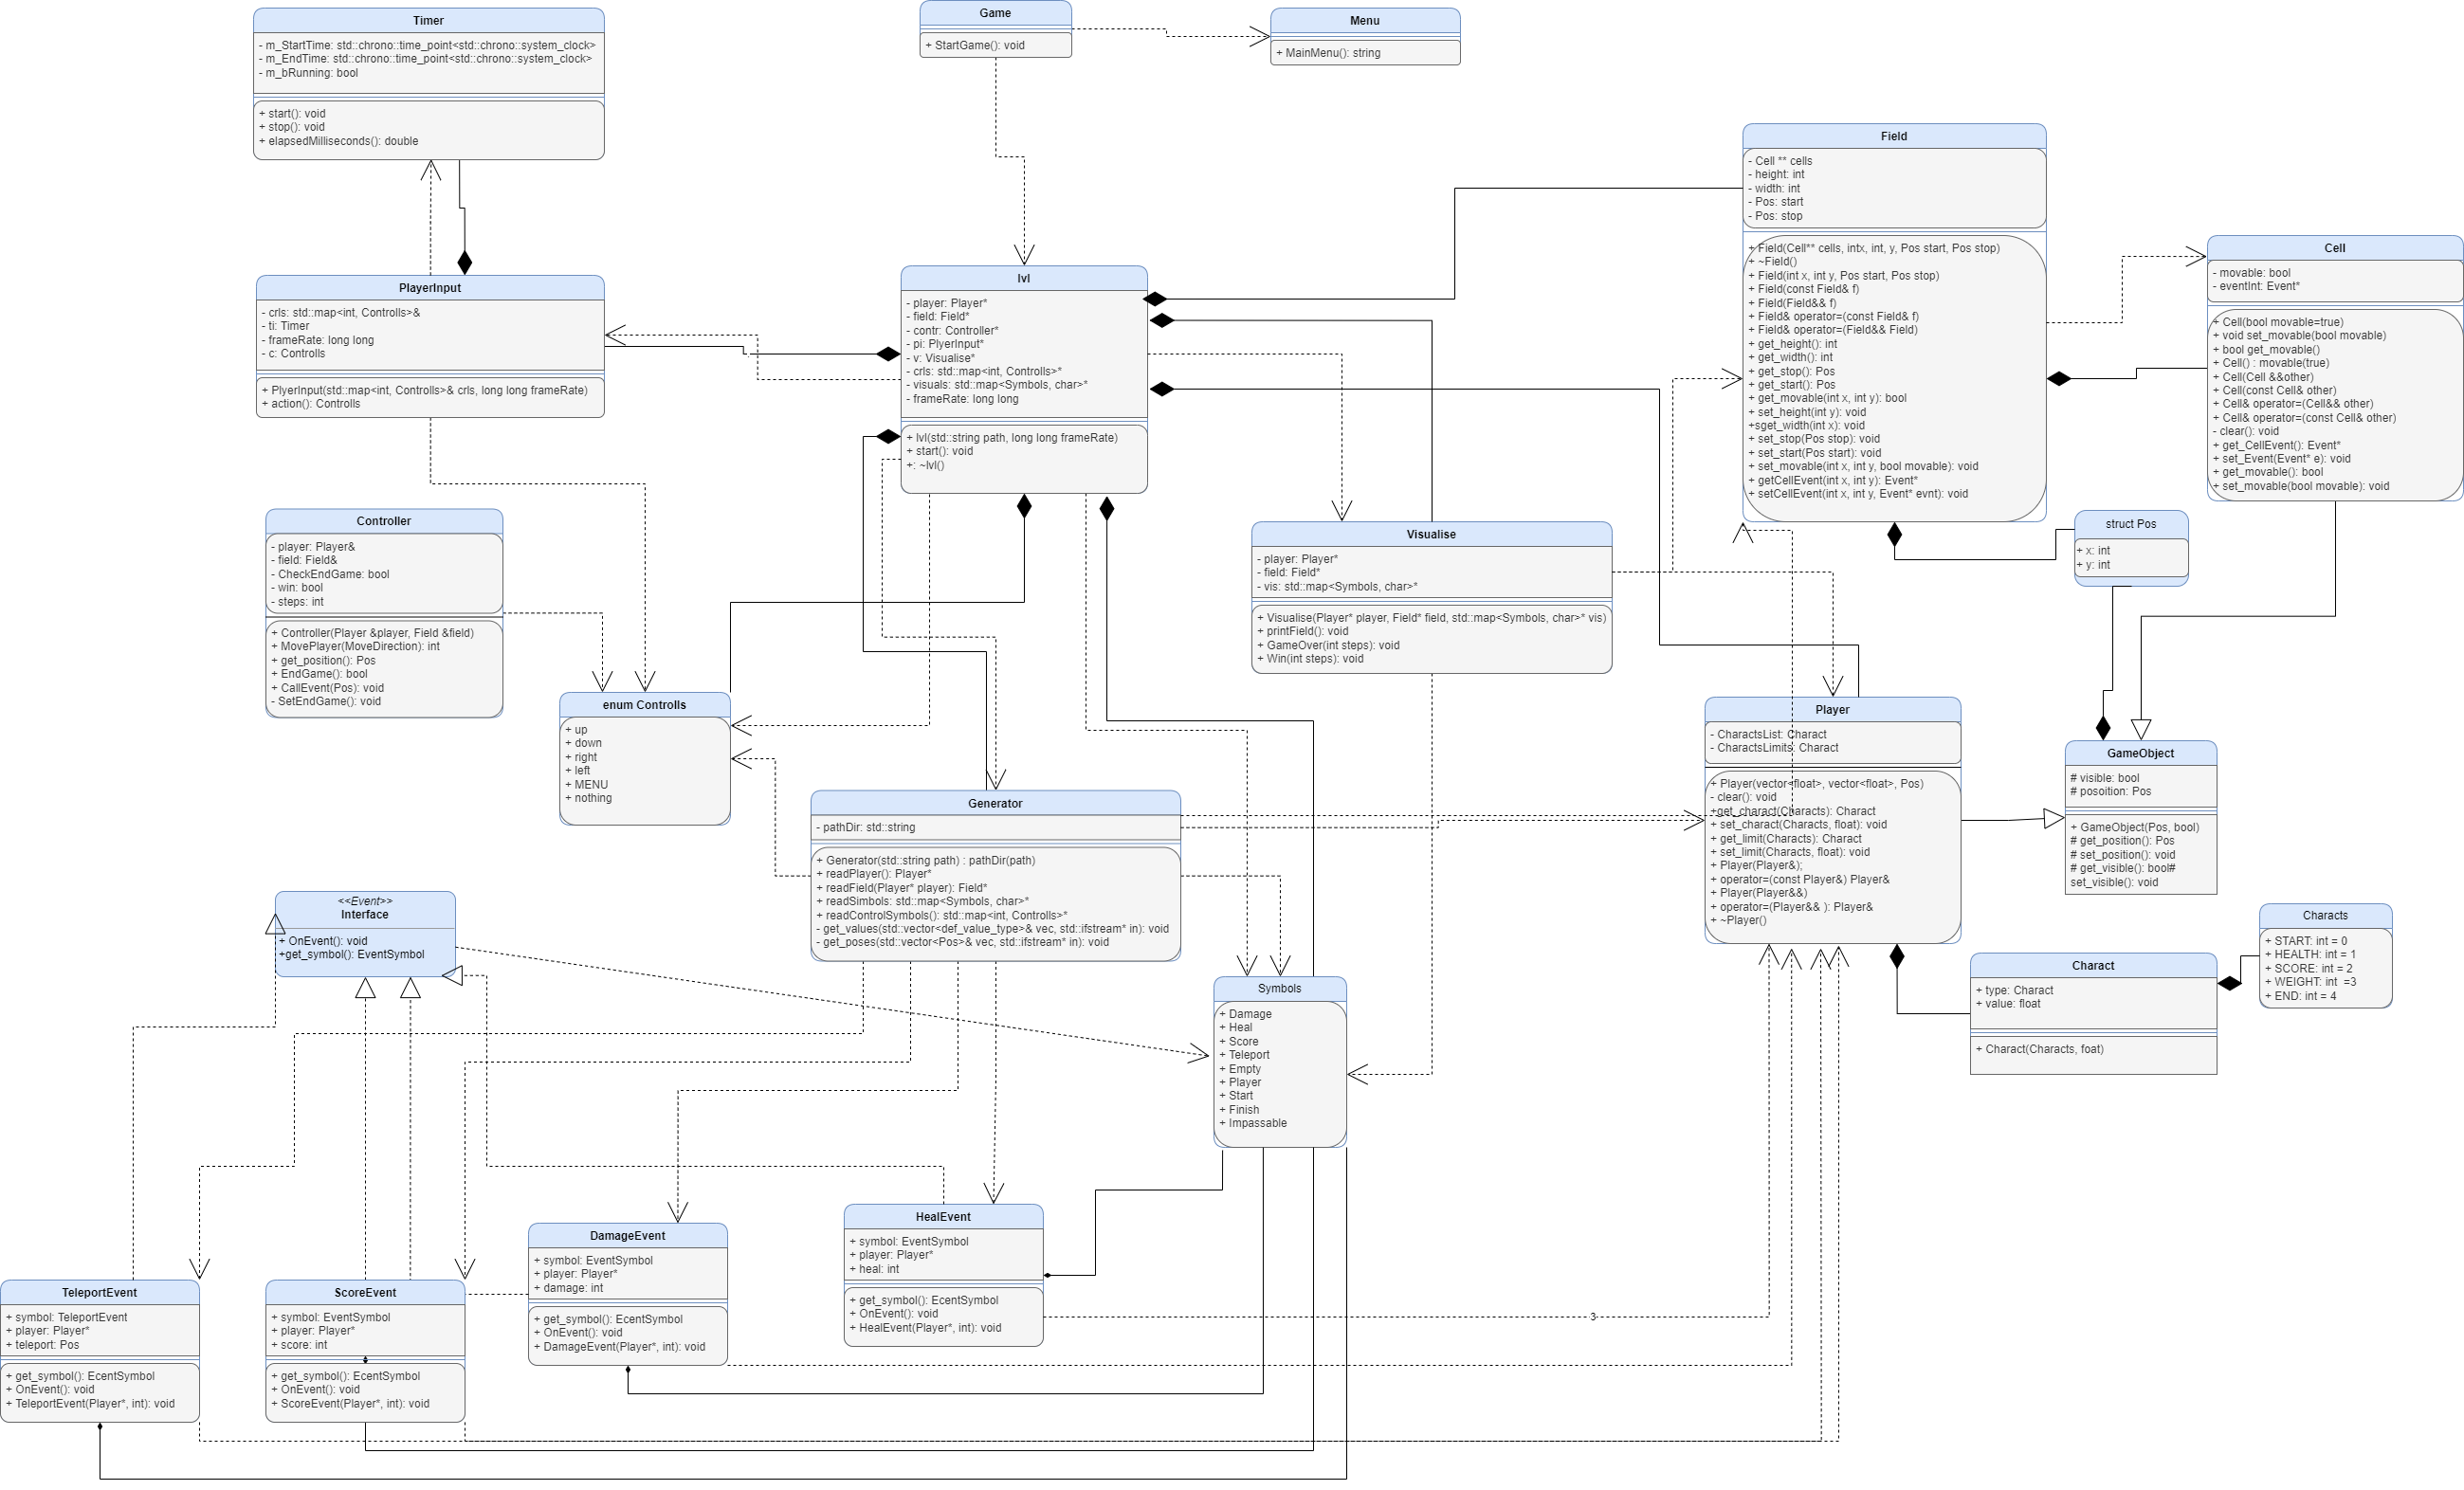 Timer
- m_StartTime: std::chrono::time_point<std::chrono::system_clock>
- m_EndTime: std::chrono::time_point<std::chrono::system_clock>
- m_bRunning: bool
+ start(): void
+ stop(): void
+ elapsedMilliseconds(): double
Game
+ StartGame(): void
Menu
+ MainMenu(): string
Field
- Cell ** cells
- height: int
- width: int
- Pos: start
- Pos: stop
+ Field(Cell** cells, intx, int, y, Pos start, Pos stop)
+ ~Field()
+ Field(int x, int y, Pos start, Pos stop)
+ Field(const Field& f)
+ Field(Field&& f)
+ Field& operator=(const Field& f)
+ Field& operator=(Field&& Field)
+ get_height(): int
+ get_width(): int
+ get_stop(): Pos
+ get_start(): Pos
+ get_movable(int x, int y): bool
+ set_height(int y): void
+sget_width(int x): void
+ set_stop(Pos stop): void
+ set_start(Pos start): void
+ set_movable(int x, int y, bool movable): void
+ getCellEvent(int x, int y): Event*
+ setCellEvent(int x, int y, Event* evnt): void
Cell
- movable: bool
- eventInt: Event*
+ Cell(bool movable=true)
+ void set_movable(bool movable)
+ bool get_movable()
+ Cell() : movable(true)
+ Cell(Cell &&other)
+ Cell(const Cell& other)
+ Cell& operator=(Cell&& other)
+ Cell& operator=(const Cell& other)
- clear(): void
+ get_CellEvent(): Event*
+ set_Event(Event* e): void
+ get_movable(): bool
+ set_movable(bool movable): void
PlayerInput
- crls: std::map<int, Controlls>&
- ti: Timer
- frameRate: long long
- c: Controlls
+ PlyerInput(std::map<int, Controlls>& crls, long long frameRate)
+ action(): Controlls
lvl
- player: Player*
- field: Field*
- contr: Controller*
- pi: PlyerInput*
- v: Visualise*
- crls: std::map<int, Controlls>*
- visuals: std::map<Symbols, char>*
- frameRate: long long
+ lvl(std::string path, long long frameRate)
+ start(): void
+: ~lvl()
Controller
- player: Player&
- field: Field&
- CheckEndGame: bool
- win: bool
- steps: int
+ Controller(Player &player, Field &field)
+ MovePlayer(MoveDirection): int
+ get_position(): Pos
+ EndGame(): bool
+ CallEvent(Pos): void
- SetEndGame(): void
Visualise
- player: Player*
- field: Field*
- vis: std::map<Symbols, char>*
+ Visualise(Player* player, Field* field, std::map<Symbols, char>* vis)
+ printField(): void
+ GameOver(int steps): void
+ Win(int steps): void
struct Pos
+ x: int
+ y: int
enum Controlls
+ up
+ down
+ right
+ left
+ MENU
+ nothing
Player
- CharactsList: Charact
- CharactsLimits: Charact
+ Player(vector<float>, vector<float>, Pos)
- clear(): void
+get_charact(Characts): Charact
+ set_charact(Characts, float): void
+ get_limit(Characts): Charact
+ set_limit(Characts, float): void
+ Player(Player&);
+ operator=(const Player&) Player&
+ Player(Player&&)
+ operator=(Player&& ): Player&
+ ~Player()
GameObject
# visible: bool
# posoition: Pos
+ GameObject(Pos, bool)
# get_position(): Pos
# set_position(): void
# get_visible(): bool#
set_visible(): void
Generator
- pathDir: std::string
+ Generator(std::string path) : pathDir(path)
+ readPlayer(): Player*
+ readField(Player* player): Field*
+ readSimbols: std::map<Symbols, char>*
+ readControlSymbols(): std::map<int, Controlls>*
- get_values(std::vector<def_value_type>& vec, std::ifstream* in): void
- get_poses(std::vector<Pos>& vec, std::ifstream* in): void
<<Event>>
Interface
+ OnEvent(): void
+get_symbol(): EventSymbol
Characts
+ START: int = 0
+ HEALTH: int = 1
+ SCORE: int = 2
+ WEIGHT: int  =3
+ END: int = 4
Charact
+ type: Charact
+ value: float
+ Charact(Characts, foat)
Symbols
+ Damage
+ Heal
+ Score
+ Teleport
+ Empty
+ Player
+ Start
+ Finish
+ Impassable
HealEvent
+ symbol: EventSymbol
+ player: Player*
+ heal: int
+ get_symbol(): EcentSymbol
+ OnEvent(): void
+ HealEvent(Player*, int): void
3
DamageEvent
+ symbol: EventSymbol
+ player: Player*
+ damage: int
+ get_symbol(): EcentSymbol
+ OnEvent(): void
+ DamageEvent(Player*, int): void
TeleportEvent
+ symbol: TeleportEvent
+ player: Player*
+ teleport: Pos
+ get_symbol(): EcentSymbol
+ OnEvent(): void
+ TeleportEvent(Player*, int): void
ScoreEvent
+ symbol: EventSymbol
+ player: Player*
+ score: int
+ get_symbol(): EcentSymbol
+ OnEvent(): void
+ ScoreEvent(Player*, int): void